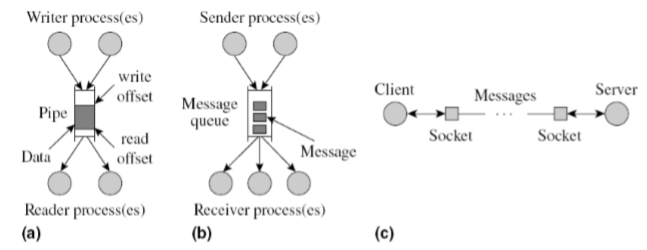 Writer process(es)
write
offset
Pipe
read
offset
Data
Reader process(es)
(a)
Sender process(es)
Message
queue
Message
Receiver process(es)
(b)
Client
Messages
...
Server
Socket
Socket
(c)